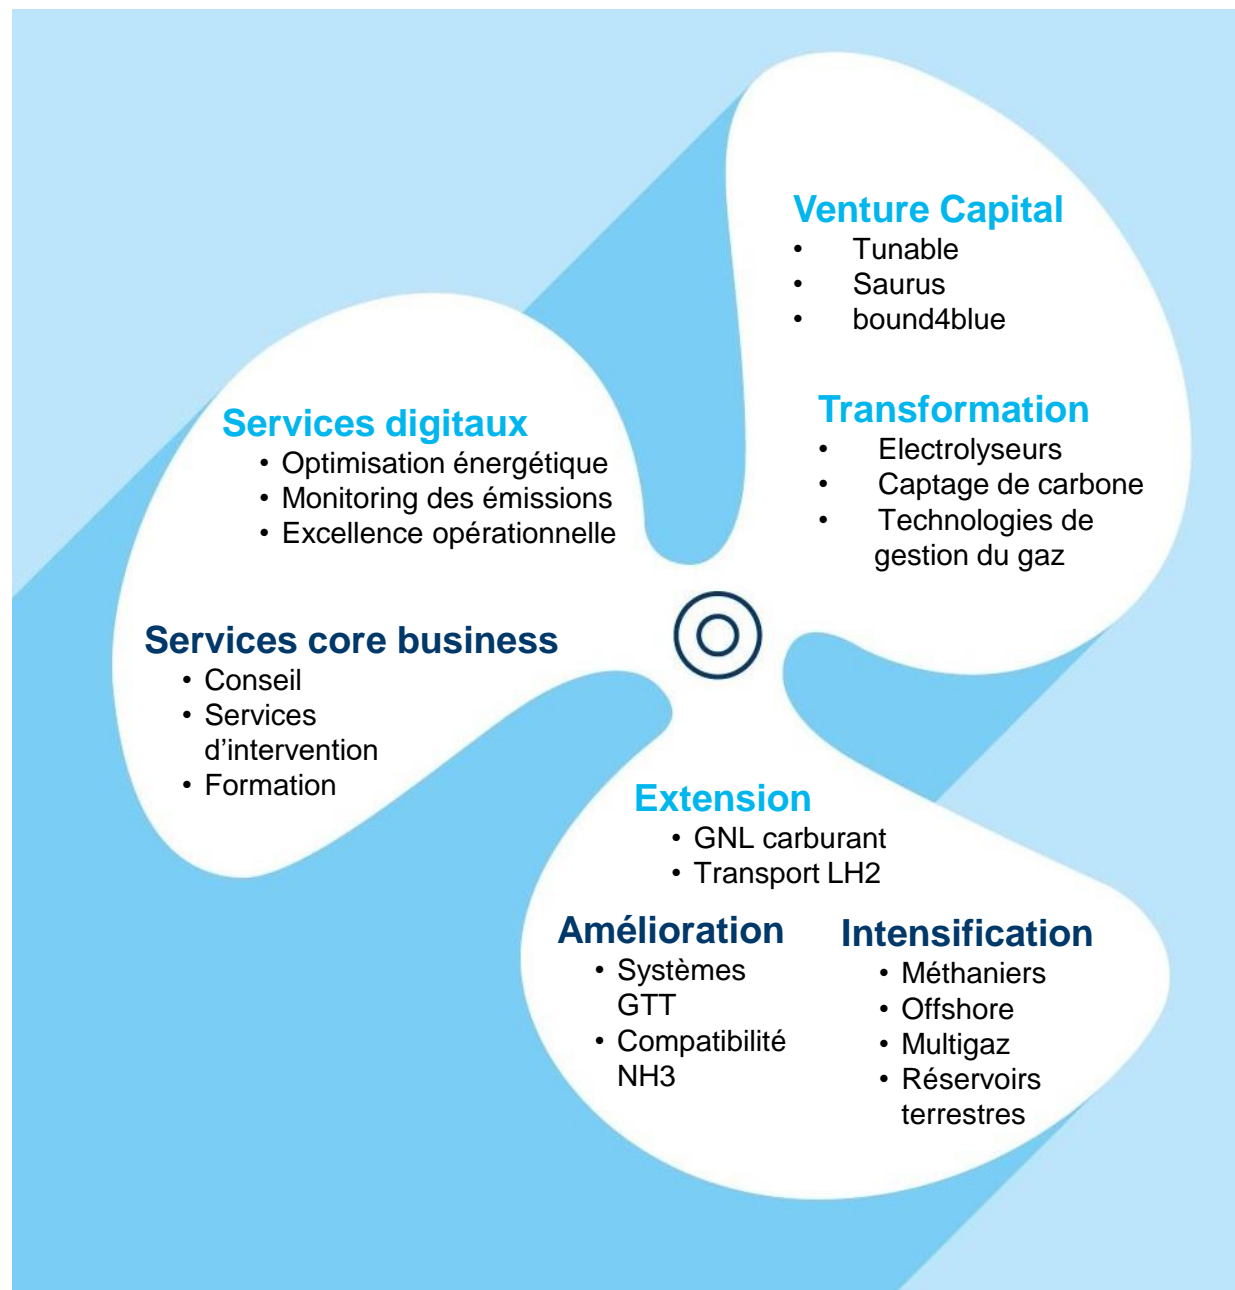 Venture Capital
• Tunable
• Saurus
• bound4blue
Transformation
• Electrolyseurs
• Captage de carbone
• Technologies de
gestion du gaz
Services digitaux
• Optimisation énergétique
• Monitoring des émissions
• Excellence opérationnelle
Services core business
• Conseil
• Services
d’intervention
• Formation
Extension
• GNL carburant
• Transport LH2
Amélioration
• Systèmes
GTT
• Compatibilité
NH3
Intensification
• Méthaniers
• Offshore
• Multigaz
• Réservoirs
terrestres